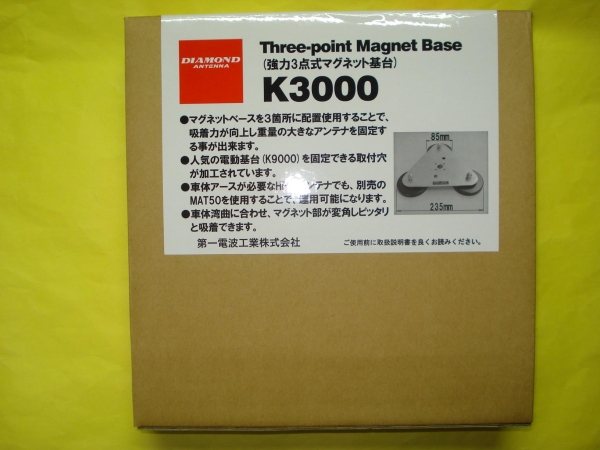 DIAMOND
ANTENNA
Three-point Magnet Base
(強力3点式マグネット基台)
K3000
●マグネットベースを3箇所に配置使用することで、
吸着力が向上し重量の大きなアンテナを固定す
る事が出来ます。
●人気の電動基台(K9000)を固定できる取付穴
が加工されています。
●車体アースが必要なHi アンテナでも、別売の
MAT50を使用することで、運用可能になります。
●車体湾曲に合わせ、マグネット部が変角しピッタリ
と吸着できます。
85mm
235mm
第一電波工業株式会社
ご使用前に取扱説明書を良くお読みください。